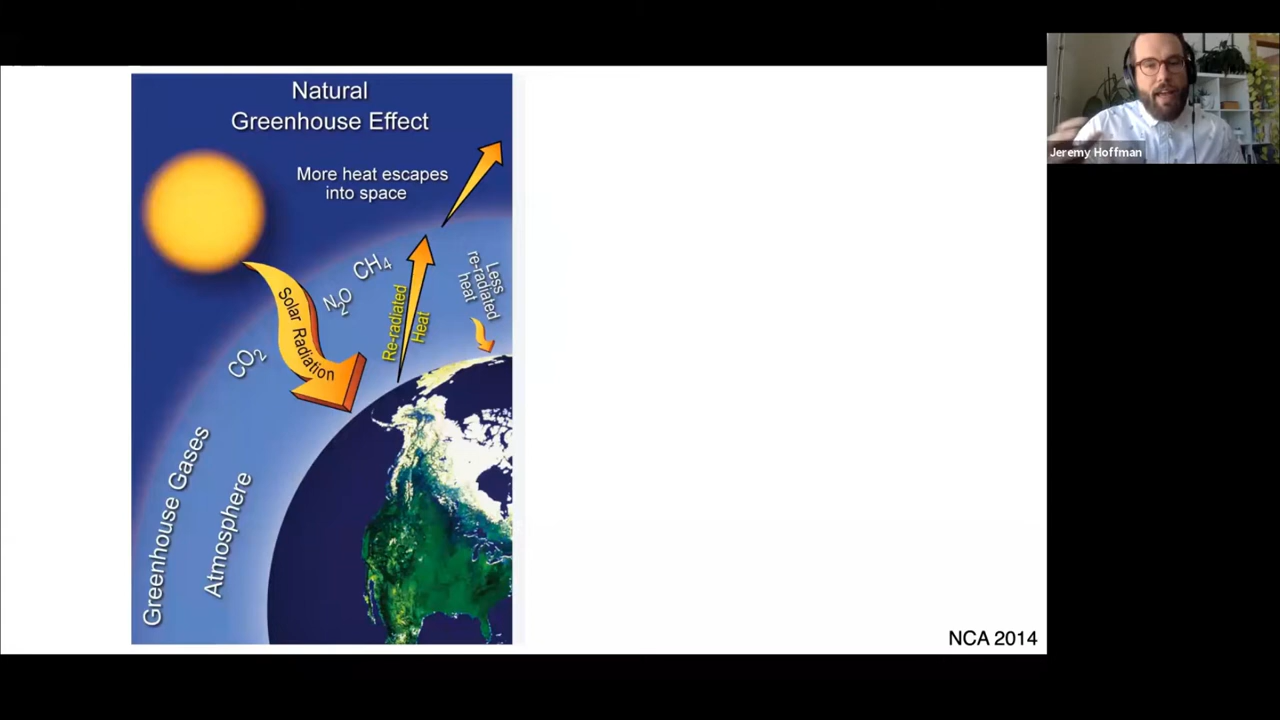 Natural
Greenhouse Effect
More heat escapes
into space
CH4
N2O
CO2
Solar Radiation
Re-radiated
Heat
Less
re-radiated
heat
Greenhouse Gases
Atmosphere
NCA 2014
Jeremy Hoffman